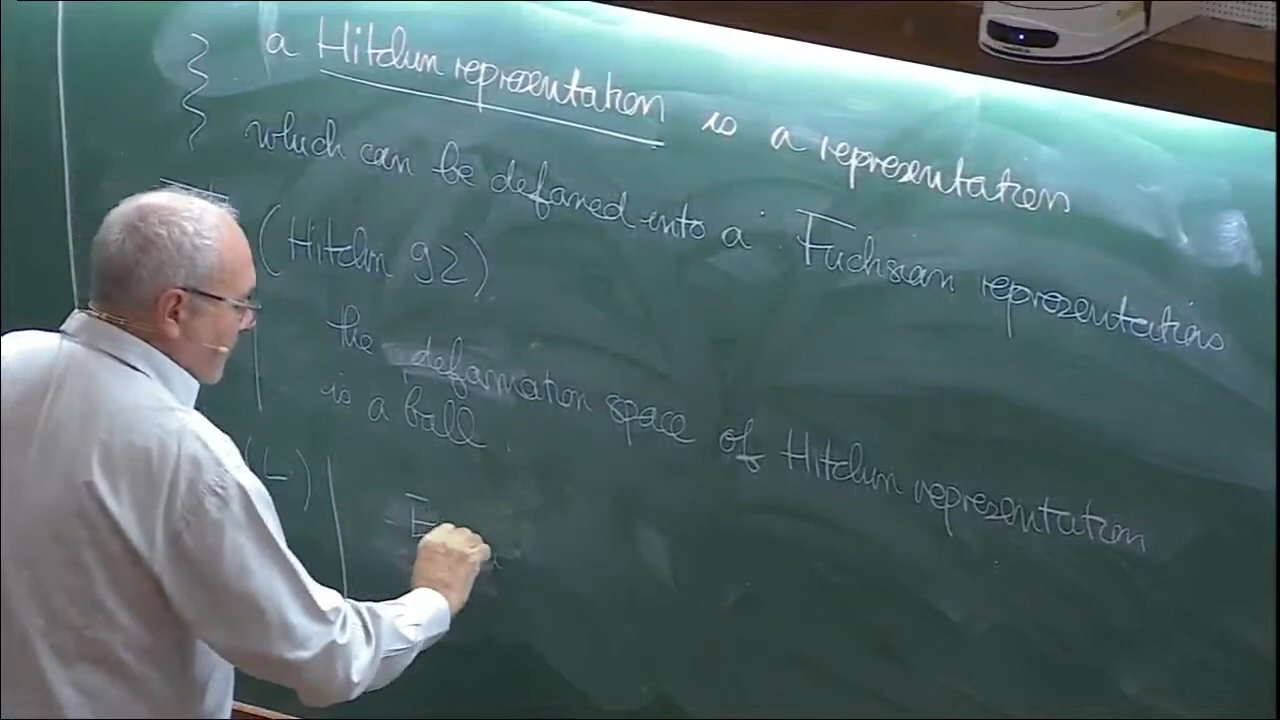 a Hitchin representation is a representation
which can be deformed into a Fuchsian representations
(Hitchin 92)
the deformation space of Hitchin representation
is a ball.
(L-)